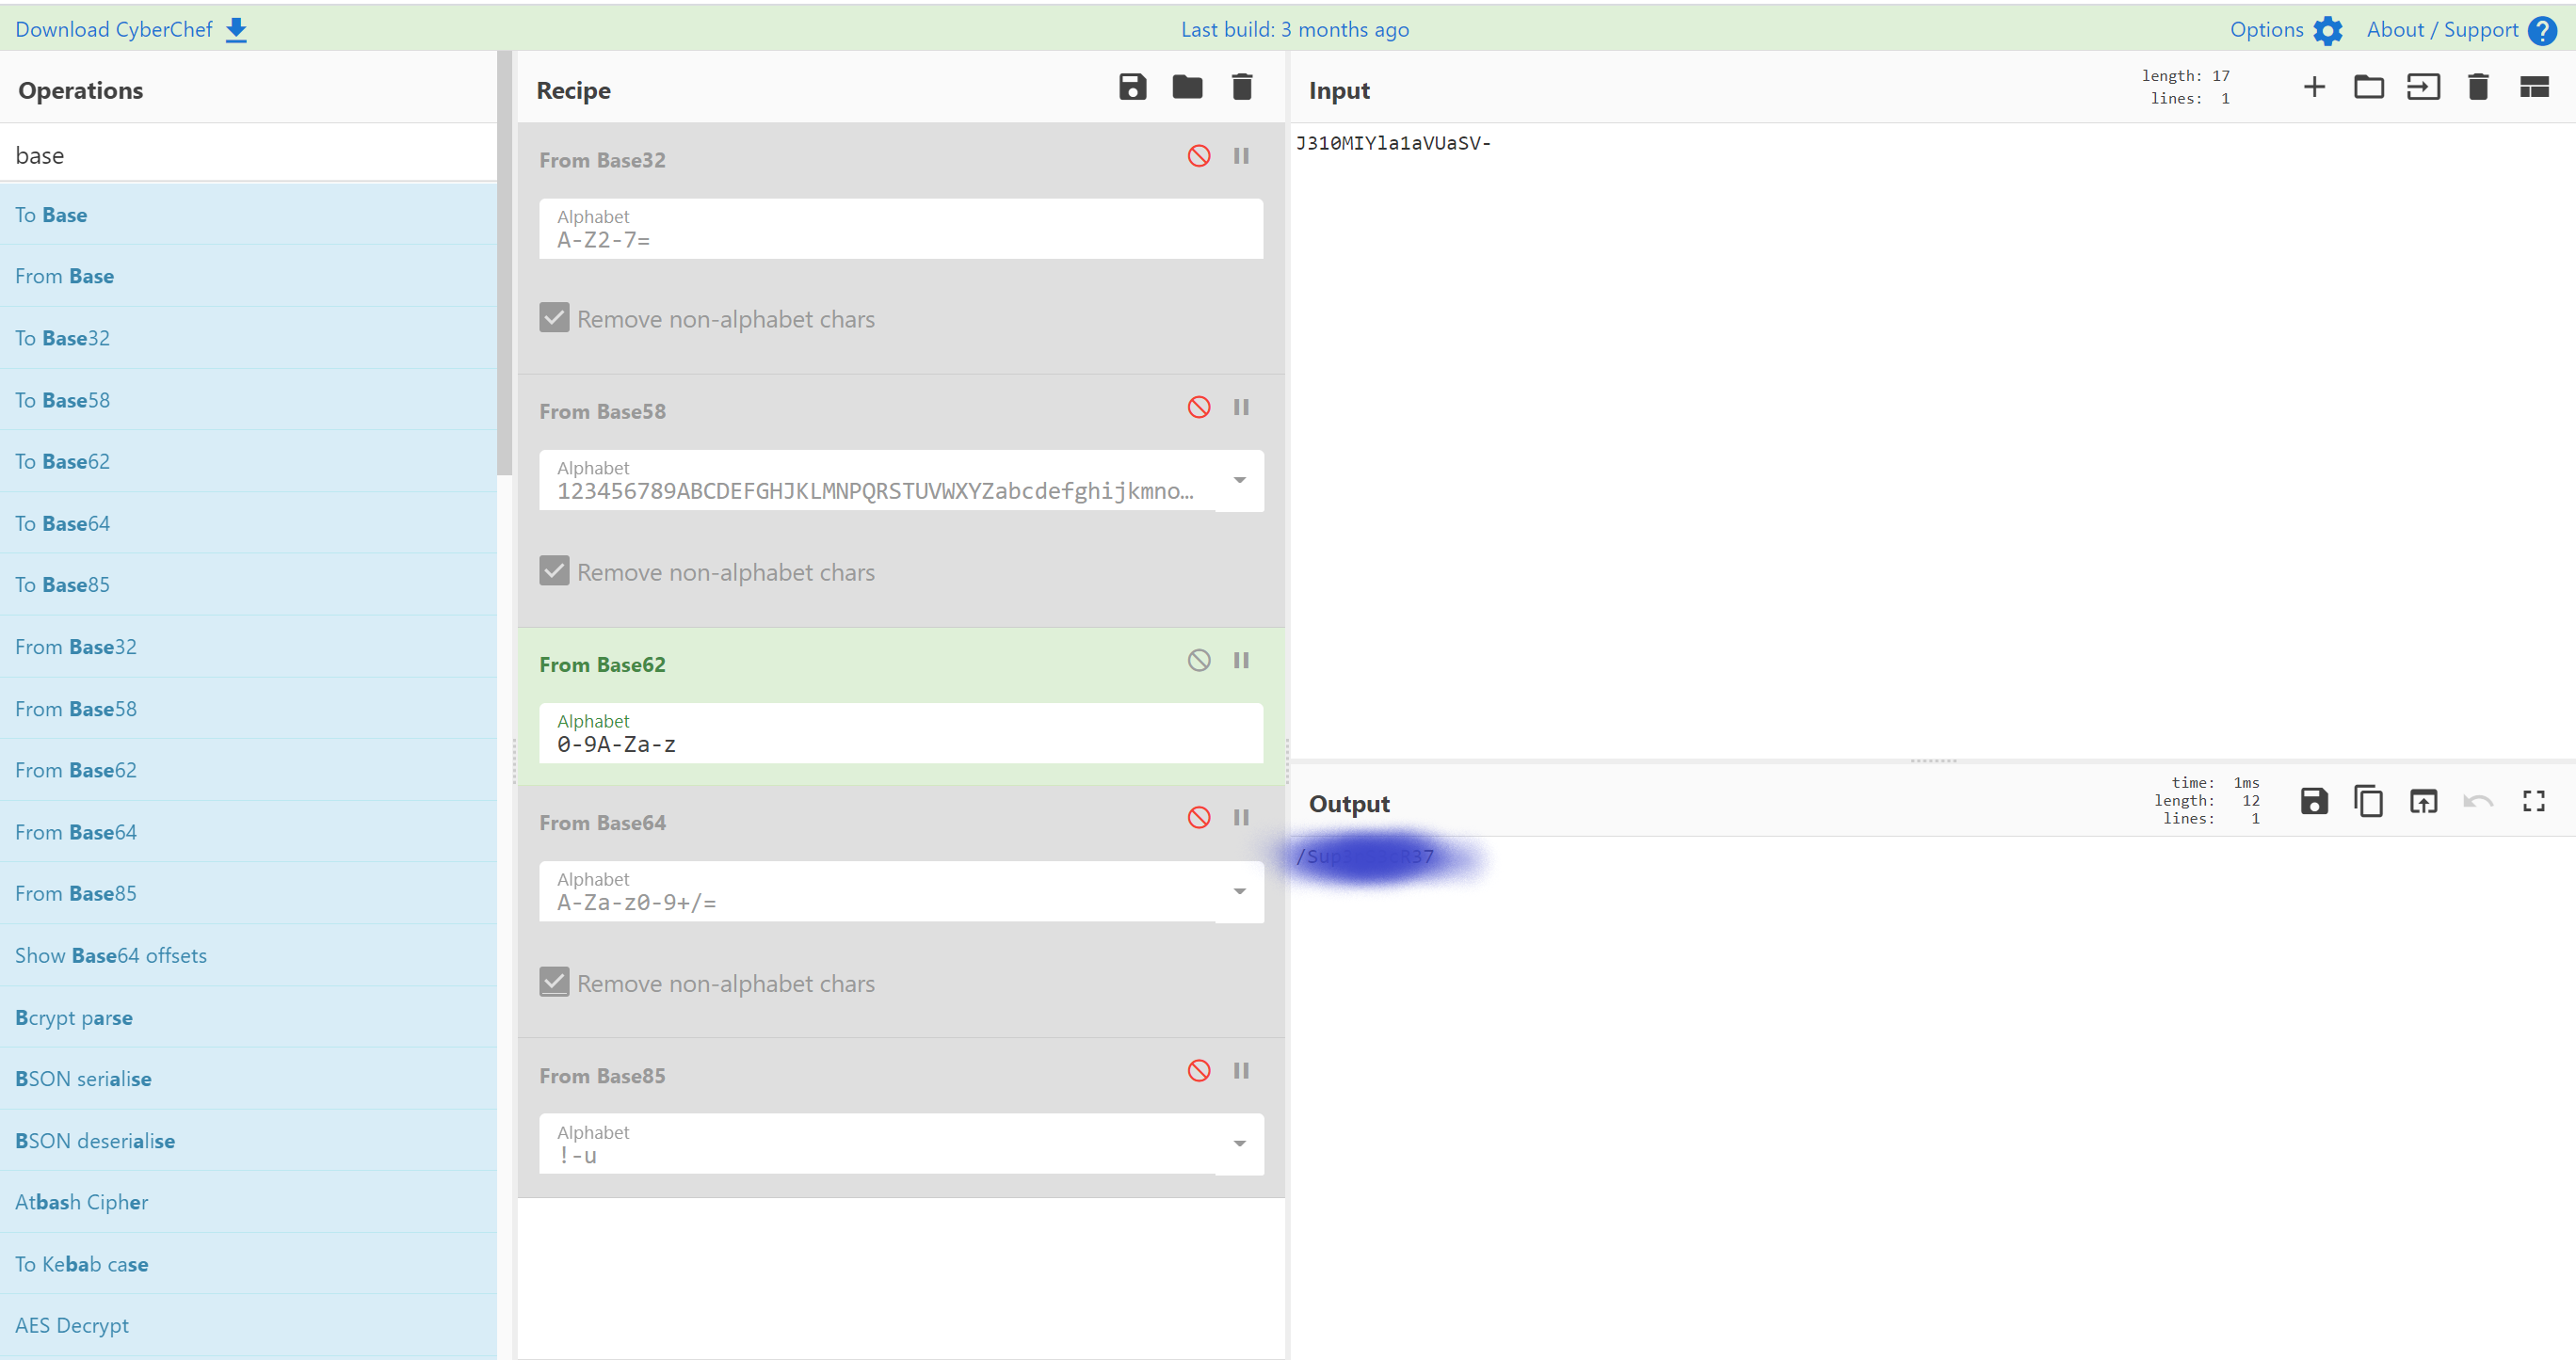 Download CyberChef
Last build: 3 months ago
Options
About / Support
Operations
base
To Base
From Base
To Base32
To Base58
To Base62
To Base64
To Base85
From Base32
From Base58
From Base62
From Base64
From Base85
Show Base64 offsets
Bcrypt parse
BSON serialise
BSON deserialise
Atbash Cipher
To Kebab case
AES Decrypt
Recipe
From Base32
Alphabet
A-Z2-7=
Remove non-alphabet chars
From Base58
Alphabet
123456789ABCDEFGHJKLMNPQRSTUVWXYZabcdefghijkmno…
Remove non-alphabet chars
From Base62
Alphabet
0-9A-Za-z
From Base64
Alphabet
A-Za-z0-9+/=
Remove non-alphabet chars
From Base85
Alphabet
!-u
Input
length: 17
lines: 1
J310MIYla1aVUaSV-
Output
time: 1ms
length: 12
lines: 1